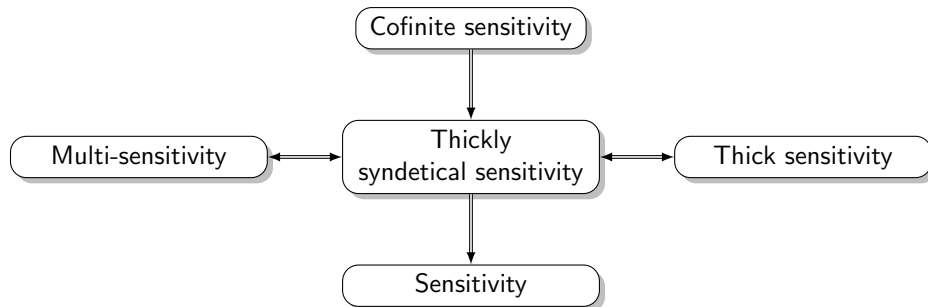 Cofinite sensitivity
Multi-sensitivity
Thickly
syndetical sensitivity
Thick sensitivity
Sensitivity